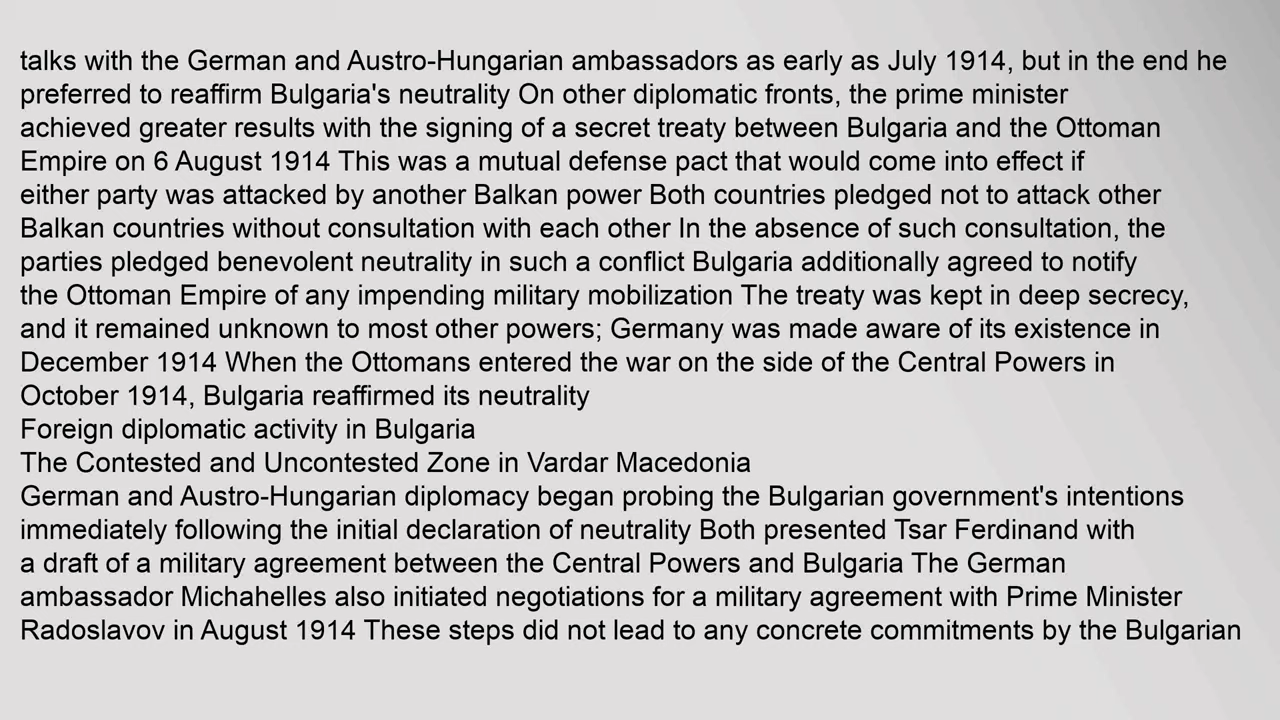 talks with the German and Austro-Hungarian ambassadors as early as July 1914, but in the end he
preferred to reaffirm Bulgaria's neutrality On other diplomatic fronts, the prime minister
achieved greater results with the signing of a secret treaty between Bulgaria and the Ottoman
Empire on 6 August 1914 This was a mutual defense pact that would come into effect if
either party was attacked by another Balkan power Both countries pledged not to attack other
Balkan countries without consultation with each other In the absence of such consultation, the
parties pledged benevolent neutrality in such a conflict Bulgaria additionally agreed to notify
the Ottoman Empire of any impending military mobilization The treaty was kept in deep secrecy,
and it remained unknown to most other powers; Germany was made aware of its existence in
December 1914 When the Ottomans entered the war on the side of the Central Powers in
October 1914, Bulgaria reaffirmed its neutrality
Foreign diplomatic activity in Bulgaria
The Contested and Uncontested Zone in Vardar Macedonia
German and Austro-Hungarian diplomacy began probing the Bulgarian government's intentions
immediately following the initial declaration of neutrality Both presented Tsar Ferdinand with
a draft of a military agreement between the Central Powers and Bulgaria The German
ambassador Michahelles also initiated negotiations for a military agreement with Prime Minister
Radoslavov in August 1914 These steps did not lead to any concrete commitments by the Bulgarian